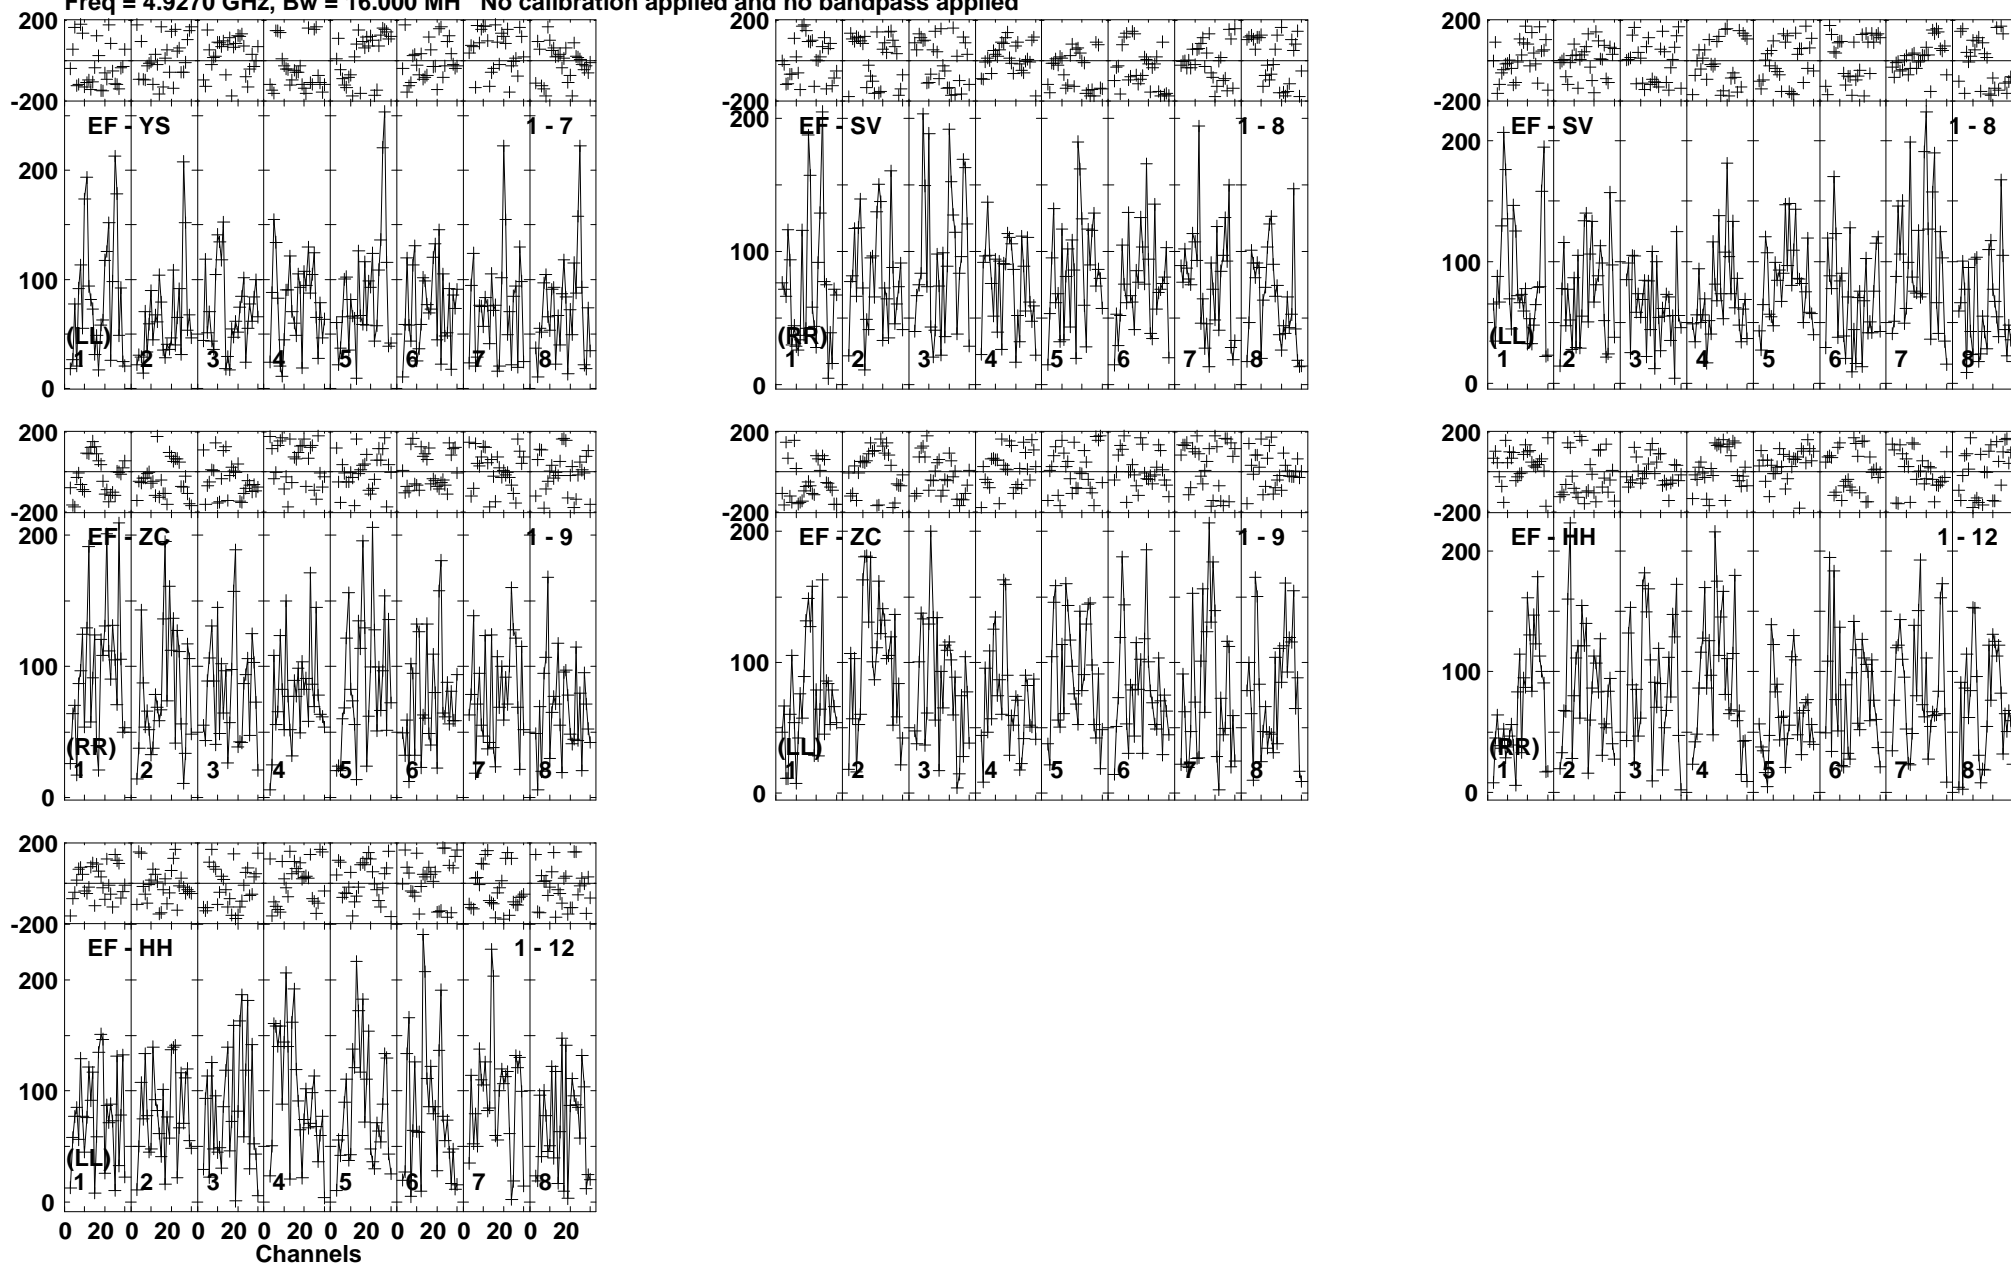 Freq = 4.9270 GHz, Bw = 16.000 MH No calibration applied and no bandpass applied
200 200 200
-200 -200 -200
EF - YS 1 - 7
200
100
0
(LL)
1 2 3 4 5 6 7 8
EF - SV 1 - 8
200
100
0
(RR)
1 2 3 4 5 6 7 8
EF - SV 1 - 8
200
100
0
(LL)
1 2 3 4 5 6 7 8
200 200 200
-200 -200 -200
EF - ZC 1 - 9
200
100
0
(RR)
1 2 3 4 5 6 7 8
EF - ZC 1 - 9
200
100
0
(LL)
1 2 3 4 5 6 7 8
EF - HH 1 - 12
200
100
0
(RR)
1 2 3 4 5 6 7 8
200
-200
EF - HH 1 - 12
200
100
0
(LL)
1 2 3 4 5 6 7 8
0 20 0 20 0 20 0 20 0 20 0 20 0 20 0 20
Channels